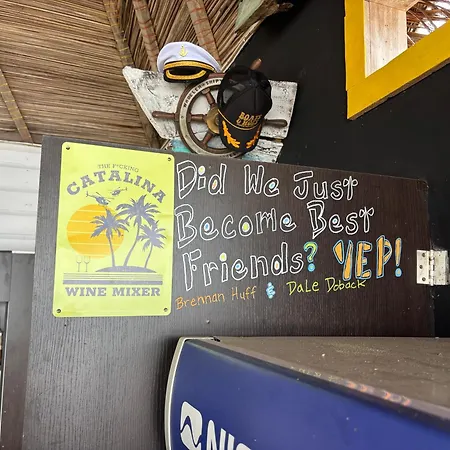 THE F*CKING
CATALINA
WINE MIXER
Did We Just
Become Best
Friends? YEP!
Brennan Huff & Dale Doback